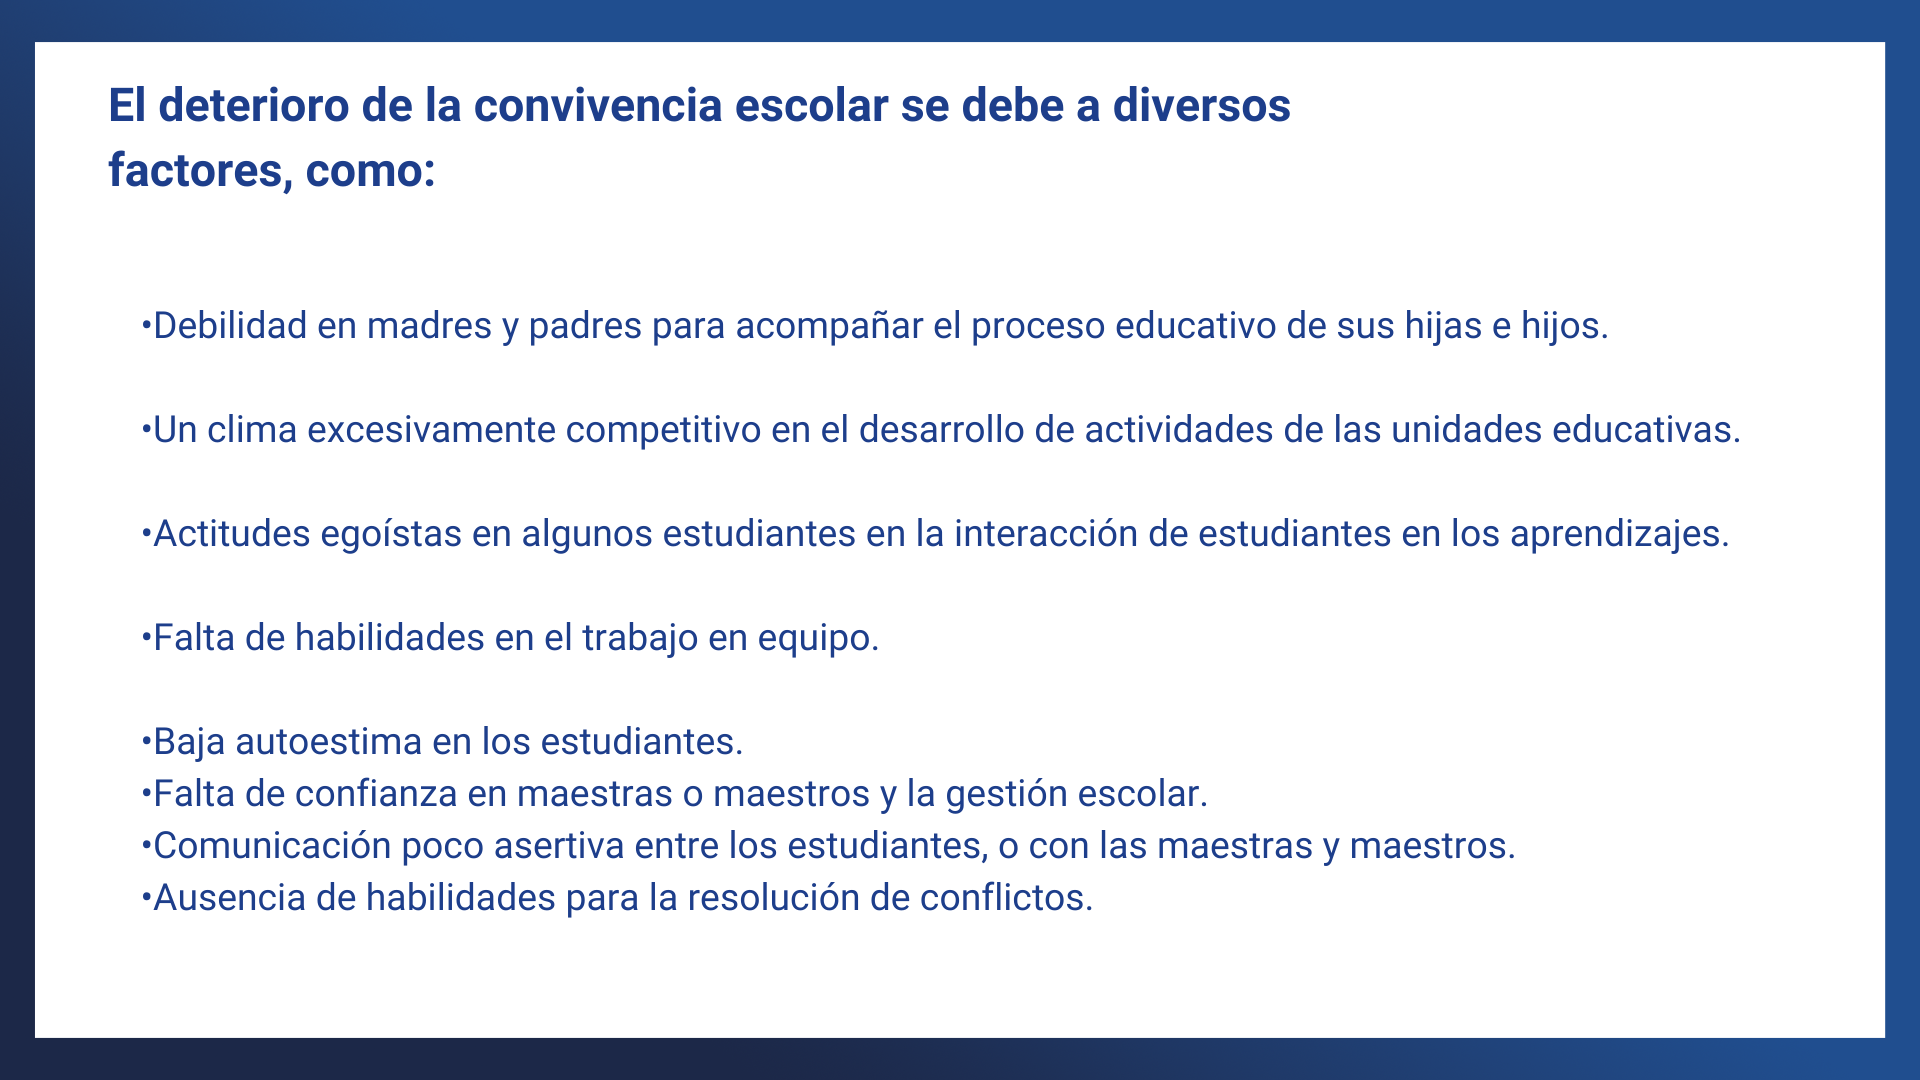 El deterioro de la convivencia escolar se debe a diversos
factores, como:
•Debilidad en madres y padres para acompañar el proceso educativo de sus hijas e hijos.
•Un clima excesivamente competitivo en el desarrollo de actividades de las unidades educativas.
•Actitudes egoístas en algunos estudiantes en la interacción de estudiantes en los aprendizajes.
•Falta de habilidades en el trabajo en equipo.
•Baja autoestima en los estudiantes.
•Falta de confianza en maestras o maestros y la gestión escolar.
•Comunicación poco asertiva entre los estudiantes, o con las maestras y maestros.
•Ausencia de habilidades para la resolución de conflictos.